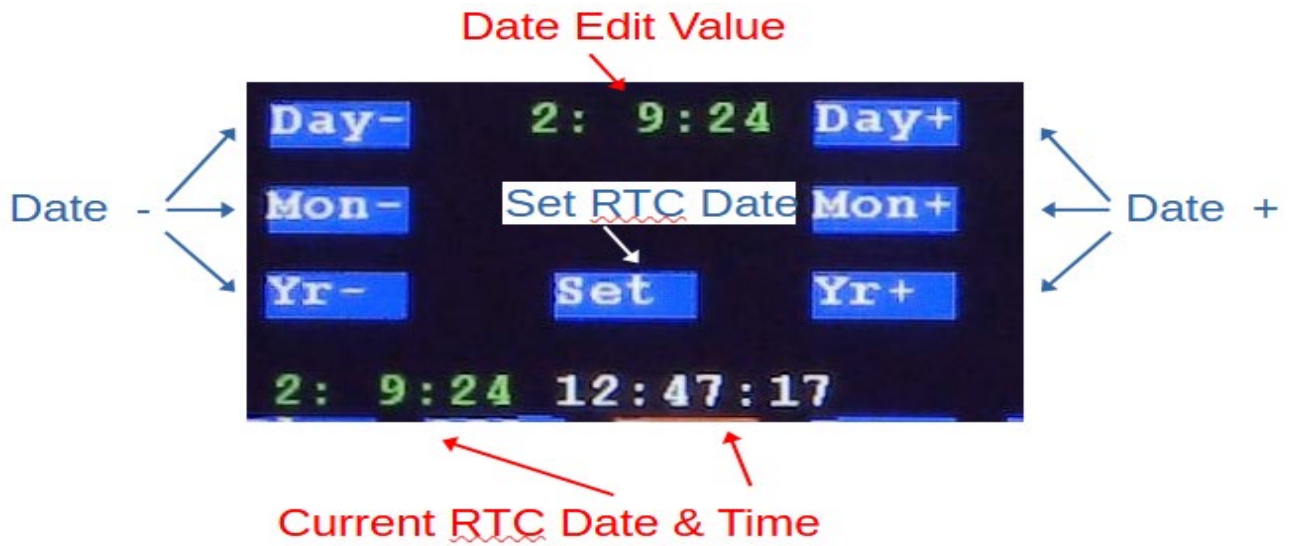 Date Edit Value
Day- 2: 9:24 Day+
Date - Mon- Set RTC Date Mon+ Date +
Yr- Set Yr+
2: 9:24 12:47:17
Current RTC Date & Time